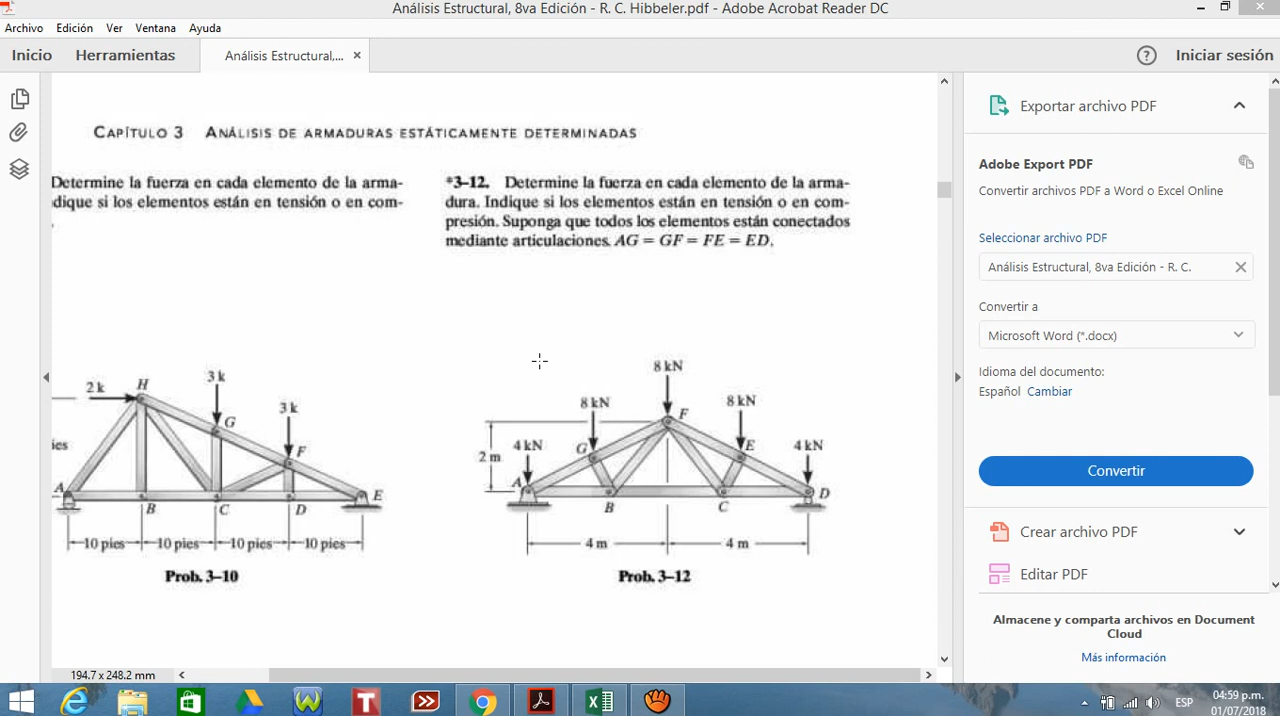 Análisis Estructural, 8va Edición - R. C. Hibbeler.pdf - Adobe Acrobat Reader DC
Archivo Edición Ver Ventana Ayuda
Inicio Herramientas Análisis Estructural,... × Iniciar sesión
CAPÍTULO 3 ANÁLISIS DE ARMADURAS ESTÁTICAMENTE DETERMINADAS
Determine la fuerza en cada elemento de la arma-
dique si los elementos están en tensión o en com-
*3–12. Determine la fuerza en cada elemento de la arma-
dura. Indique si los elementos están en tensión o en com-
presión. Suponga que todos los elementos están conectados
mediante articulaciones. AG = GF = FE = ED.
2 k
H
3 k
G
3 k
F
ies
A
B
C
D
E
10 pies 10 pies 10 pies 10 pies
Prob. 3–10
8 kN
8 kN
F
8 kN
4 kN
G
E
4 kN
2 m
A
B
C
D
4 m
4 m
Prob. 3–12
194.7 x 248.2 mm
Exportar archivo PDF
Adobe Export PDF
Convertir archivos PDF a Word o Excel Online
Seleccionar archivo PDF
Análisis Estructural, 8va Edición - R. C.
Convertir a
Microsoft Word (*.docx)
Idioma del documento:
Español Cambiar
Convertir
Crear archivo PDF
Editar PDF
Almacene y comparta archivos en Document
Cloud
Más información
ESP
04:59 p.m.
01/07/2018